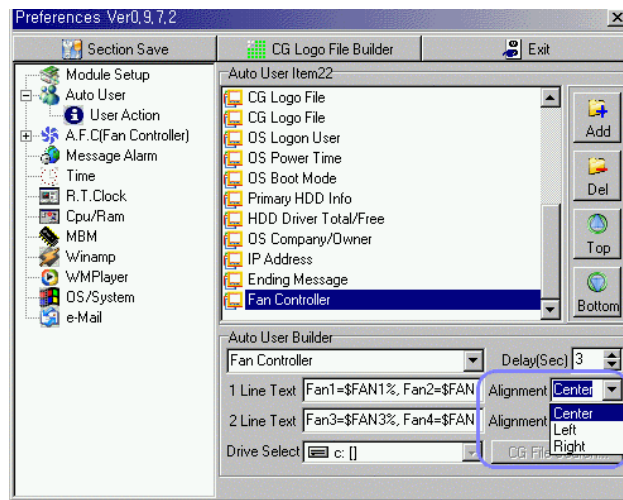 Preferences Ver0,9,7,2
Section Save
CG Logo File Builder
Exit
Module Setup
Auto User
User Action
A.F.C(Fan Controller)
Message Alarm
Time
R.T.Clock
Cpu/Ram
MBM
Winamp
WMPlayer
OS/System
e-Mail
Auto User Item22
CG Logo File
CG Logo File
OS Logon User
OS Power Time
OS Boot Mode
Primary HDD Info
HDD Driver Total/Free
OS Company/Owner
IP Address
Ending Message
Fan Controller
Add
Del
Top
Bottom
Auto User Builder
Fan Controller
Delay(Sec) 3
1 Line Text Fan1=$FAN1%, Fan2=$FAN
Alignment Center
2 Line Text Fan3=$FAN3%, Fan4=$FAN
Alignment
Center
Left
Right
Drive Select c: []
CG File